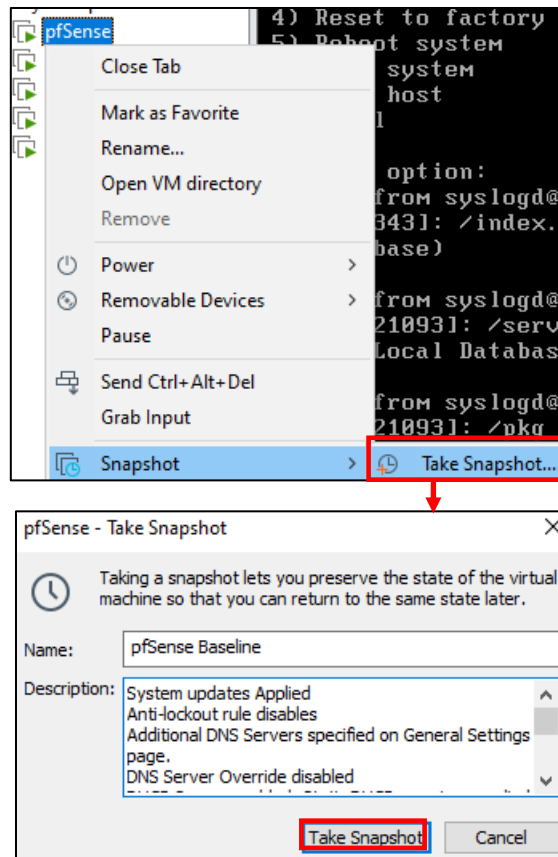 4) Reset to factory
pfSense
5) Reboot system
Close Tab
system
host
Mark as Favorite
l
Rename...
Open VM directory
option:
from syslogd@
Remove
343]: /index.
base)
Power >
Removable Devices >
from syslogd@
21093]: /serv
Pause
Local Databas
Send Ctrl+Alt+Del
from syslogd@
Grab Input
21093]: /pkg
Snapshot >
Take Snapshot...
pfSense - Take Snapshot
Taking a snapshot lets you preserve the state of the virtual
machine so that you can return to the same state later.
Name:
pfSense Baseline
Description:
System updates Applied
Anti-lockout rule disables
Additional DNS Servers specified on General Settings
page.
DNS Server Override disabled
Take Snapshot
Cancel